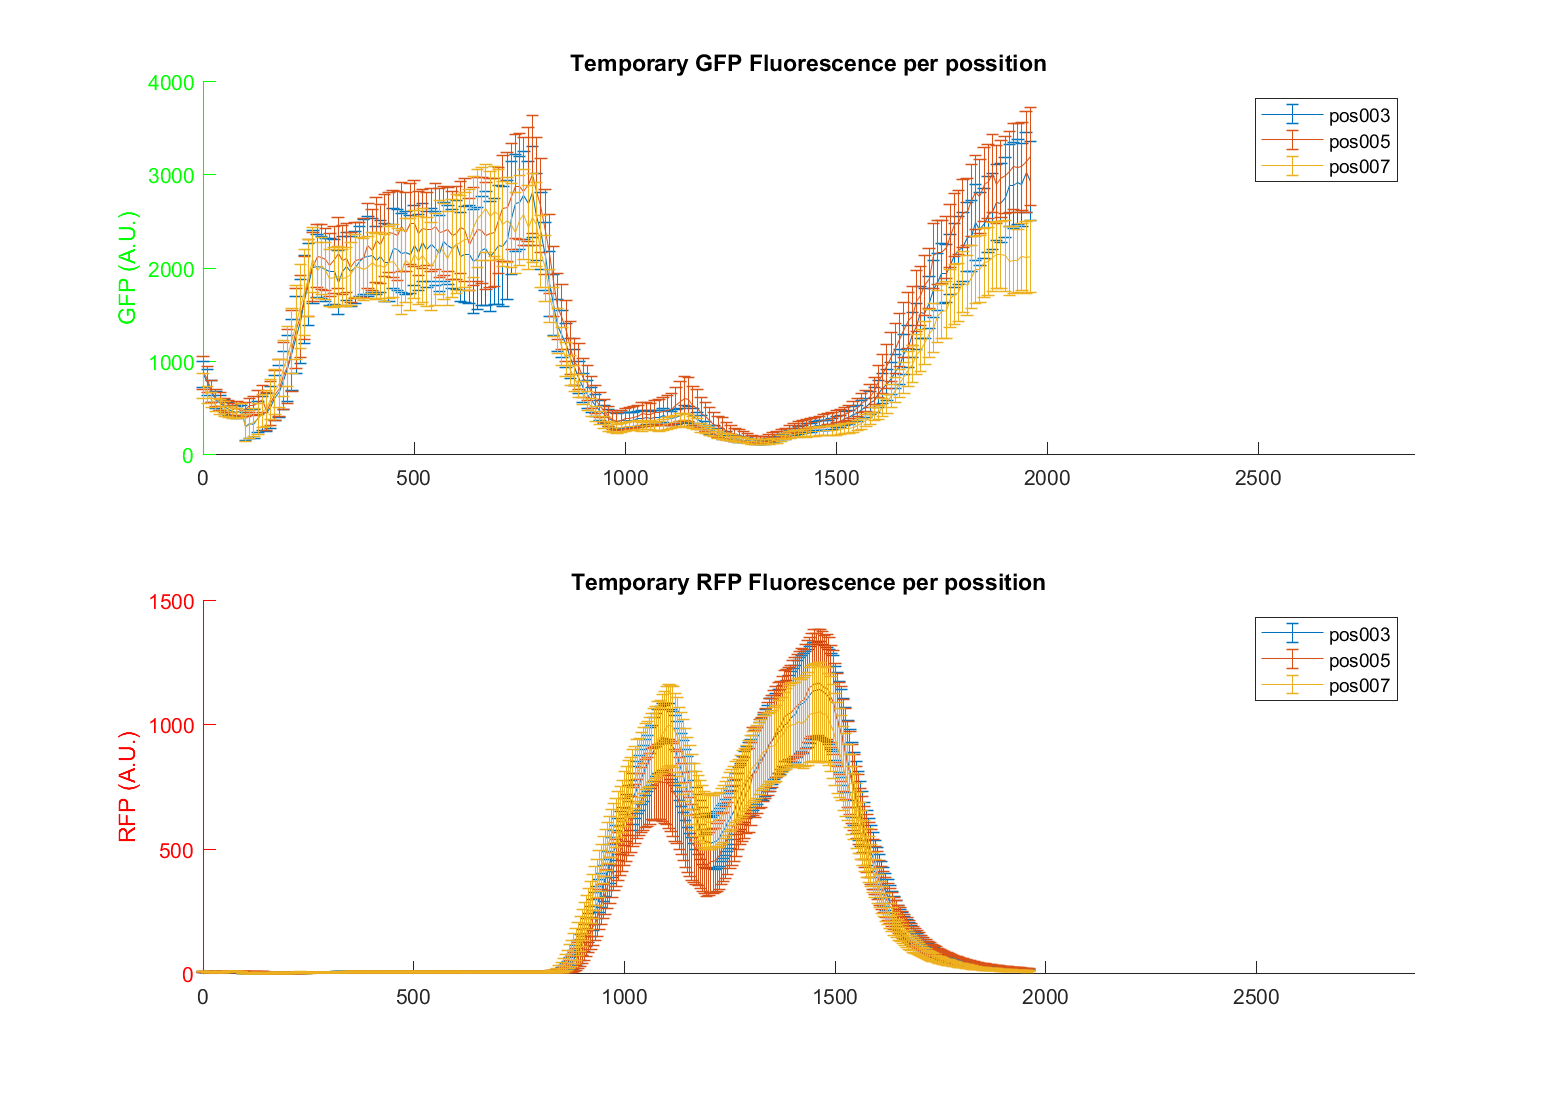 Temporary GFP Fluorescence per possition
4000
3000
2000
1000
0
GFP (A.U.)
0 500 1000 1500 2000 2500
pos003
pos005
pos007
Temporary RFP Fluorescence per possition
1500
1000
500
0
RFP (A.U.)
0 500 1000 1500 2000 2500
pos003
pos005
pos007